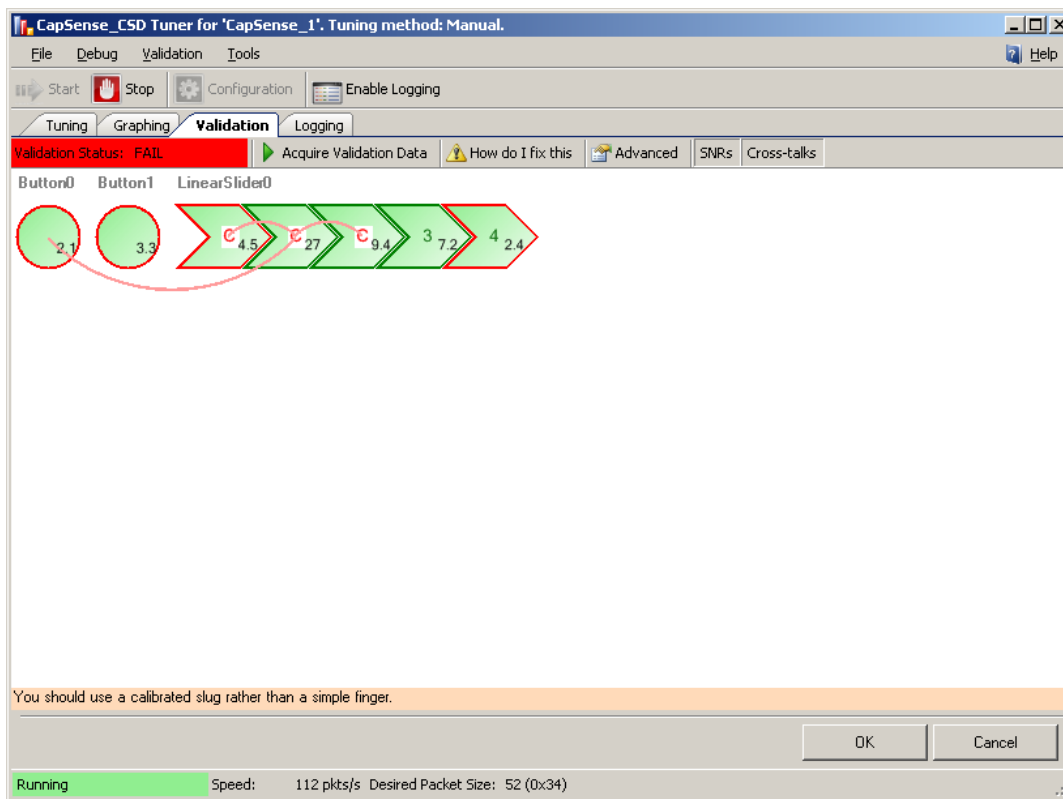 CapSense_CSD Tuner for 'CapSense_1'. Tuning method: Manual.
File Debug Validation Tools Help
Start Stop Configuration Enable Logging
Tuning Graphing Validation Logging
Validation Status: FAIL Acquire Validation Data How do I fix this Advanced SNRs Cross-talks
Button0 Button1 LinearSlider0
2.1 3.3 C 4.5 C 27 C 9.4 3 7.2 4 2.4
You should use a calibrated slug rather than a simple finger.
OK Cancel
Running Speed: 112 pkts/s Desired Packet Size: 52 (0x34)